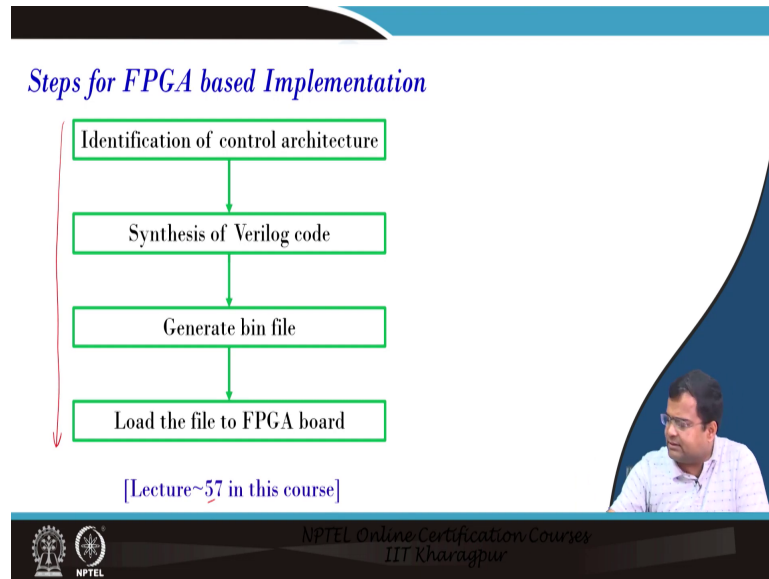 Steps for FPGA based Implementation
Identification of control architecture
Synthesis of Verilog code
Generate bin file
Load the file to FPGA board
[Lecture~57 in this course]
NPTEL Online Certification Courses
IIT Kharagpur
NPTEL